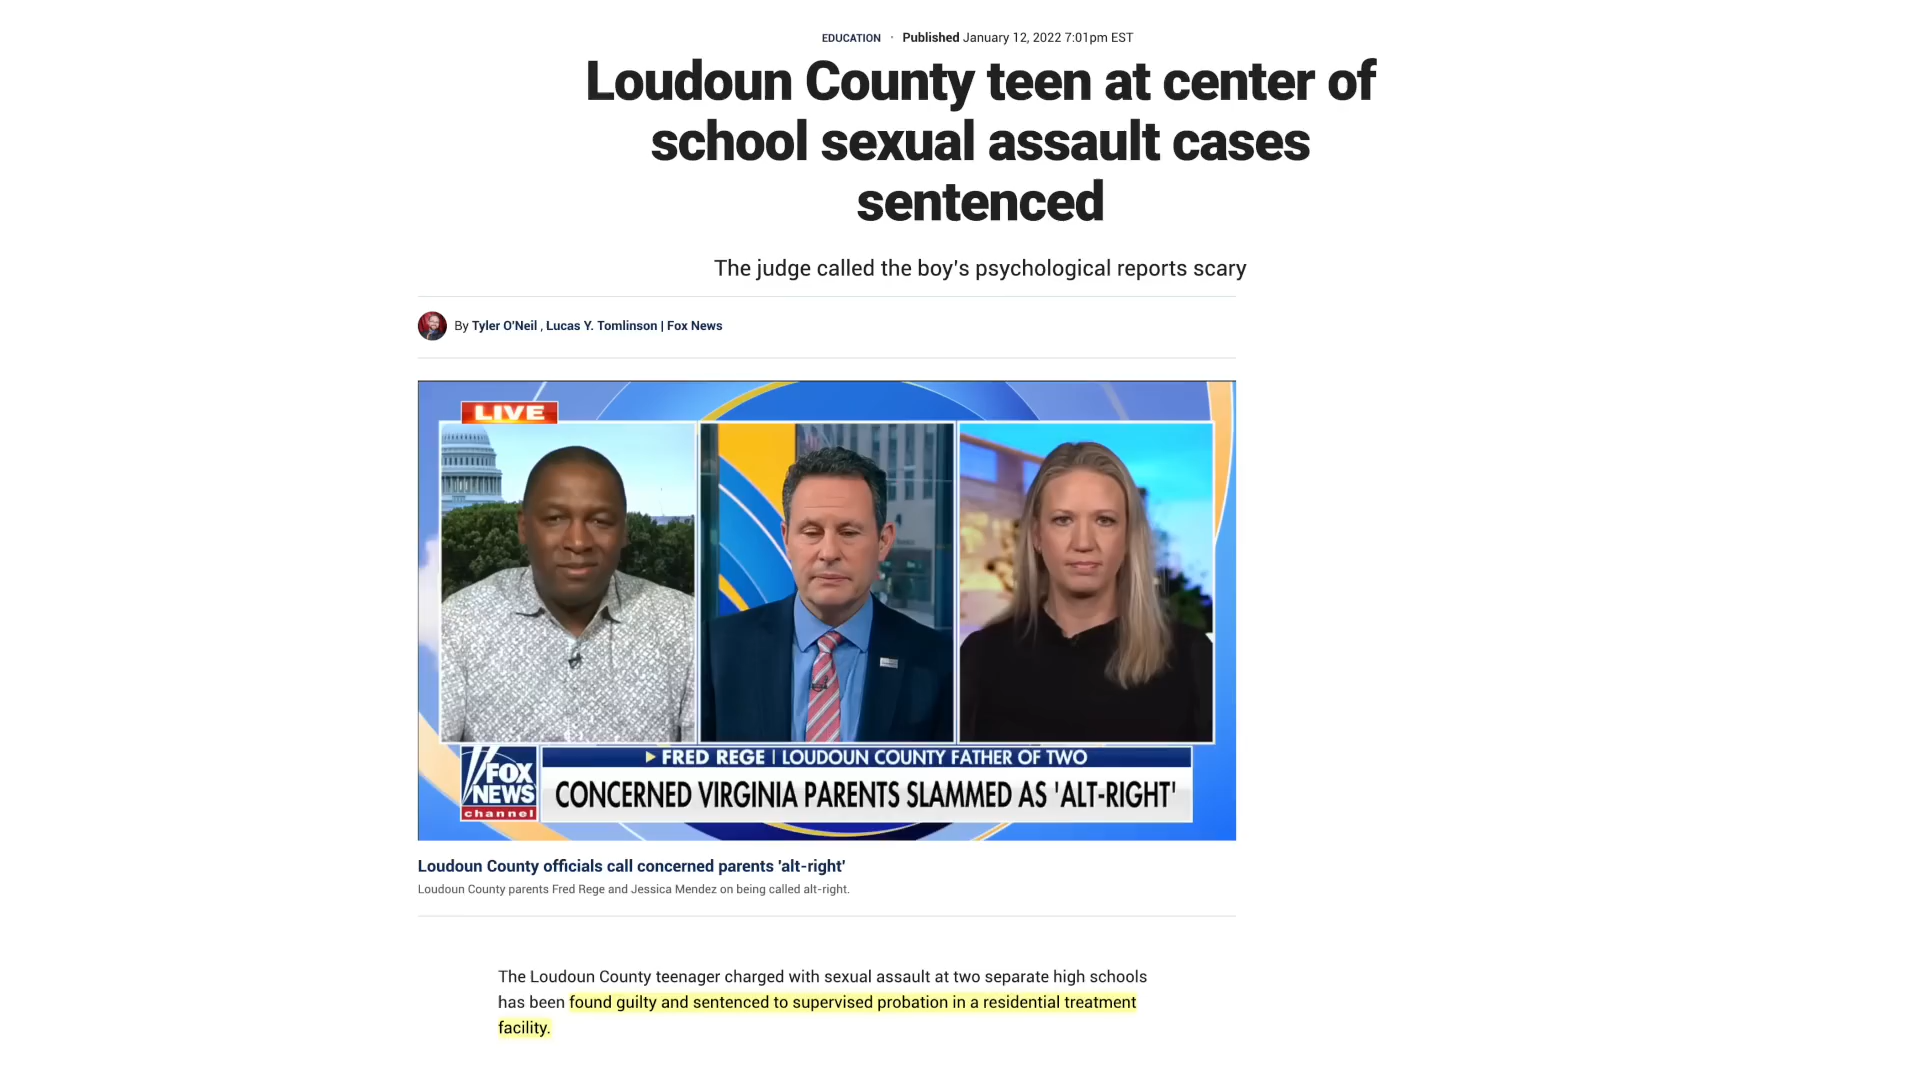 EDUCATION · Published January 12, 2022 7:01pm EST
Loudoun County teen at center of
school sexual assault cases
sentenced
The judge called the boy's psychological reports scary
By Tyler O'Neil , Lucas Y. Tomlinson | Fox News
LIVE
FRED REGE | LOUDOUN COUNTY FATHER OF TWO
FOX
NEWS
channel
CONCERNED VIRGINIA PARENTS SLAMMED AS 'ALT-RIGHT'
Loudoun County officials call concerned parents 'alt-right'
Loudoun County parents Fred Rege and Jessica Mendez on being called alt-right.
The Loudoun County teenager charged with sexual assault at two separate high schools
has been found guilty and sentenced to supervised probation in a residential treatment
facility.